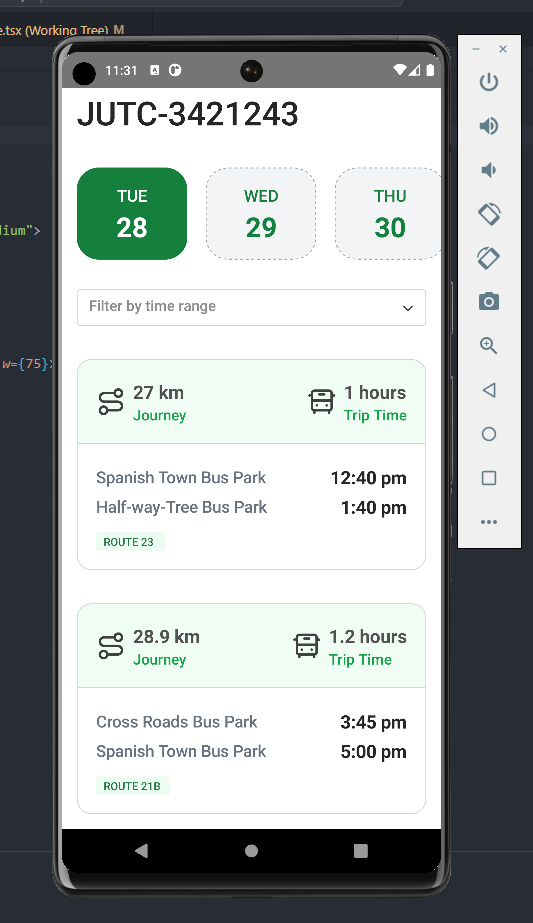 e.tsx (Working Tree) M
11:31
JUTC-3421243
TUE WED THU
28 29 30
dium">
Filter by time range
w={75}>
27 km 1 hours
Journey Trip Time
Spanish Town Bus Park 12:40 pm
Half-way-Tree Bus Park 1:40 pm
ROUTE 23
28.9 km 1.2 hours
Journey Trip Time
Cross Roads Bus Park 3:45 pm
Spanish Town Bus Park 5:00 pm
ROUTE 21B